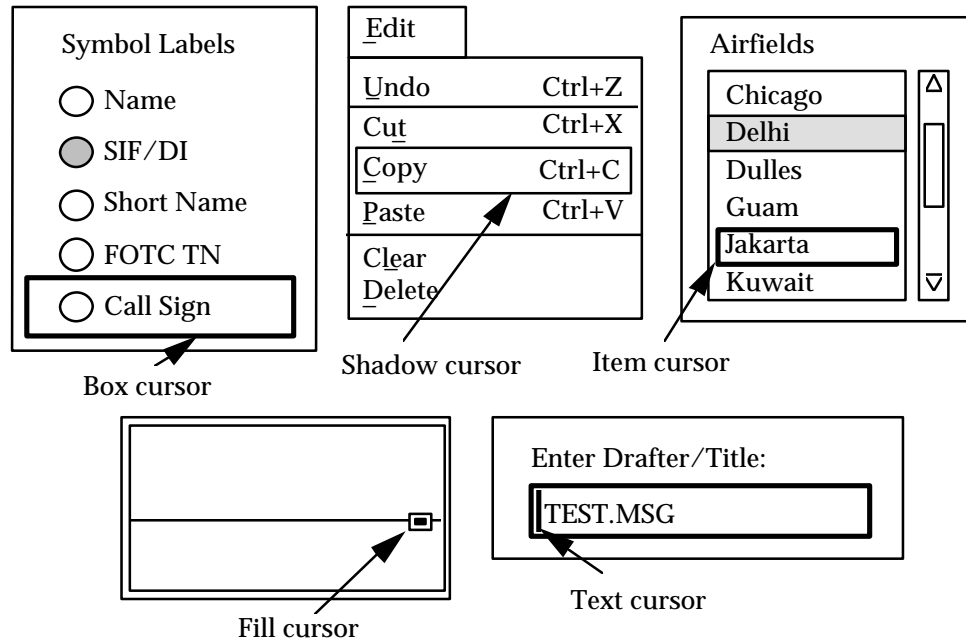 Symbol Labels
Name
SIF/DI
Short Name
FOTC TN
Call Sign
Box cursor
Edit
Undo Ctrl+Z
Cut Ctrl+X
Copy Ctrl+C
Paste Ctrl+V
Clear
Delete
Shadow cursor
Airfields
Chicago
Delhi
Dulles
Guam
Jakarta
Kuwait
Item cursor
Fill cursor
Enter Drafter/Title:
TEST.MSG
Text cursor